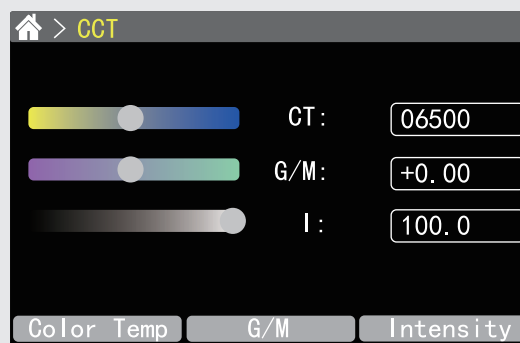 > CCT
CT: 06500
G/M: +0.00
I: 100.0
Color Temp G/M Intensity